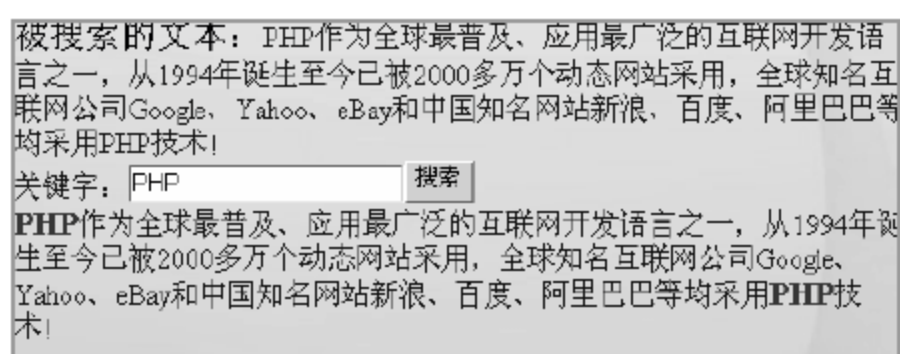 被搜索的文本：PHP作为全球最普及、应用最广泛的互联网开发语
言之一，从1994年诞生至今已被2000多万个动态网站采用，全球知名互
联网公司Google、Yahoo、eBay和中国知名网站新浪、百度、阿里巴巴等
均采用PHP技术!
关键字：PHP 搜索
PHP作为全球最普及、应用最广泛的互联网开发语言之一，从1994年诞
生至今已被2000多万个动态网站采用，全球知名互联网公司Google、
Yahoo、eBay和中国知名网站新浪、百度、阿里巴巴等均采用PHP技
术!